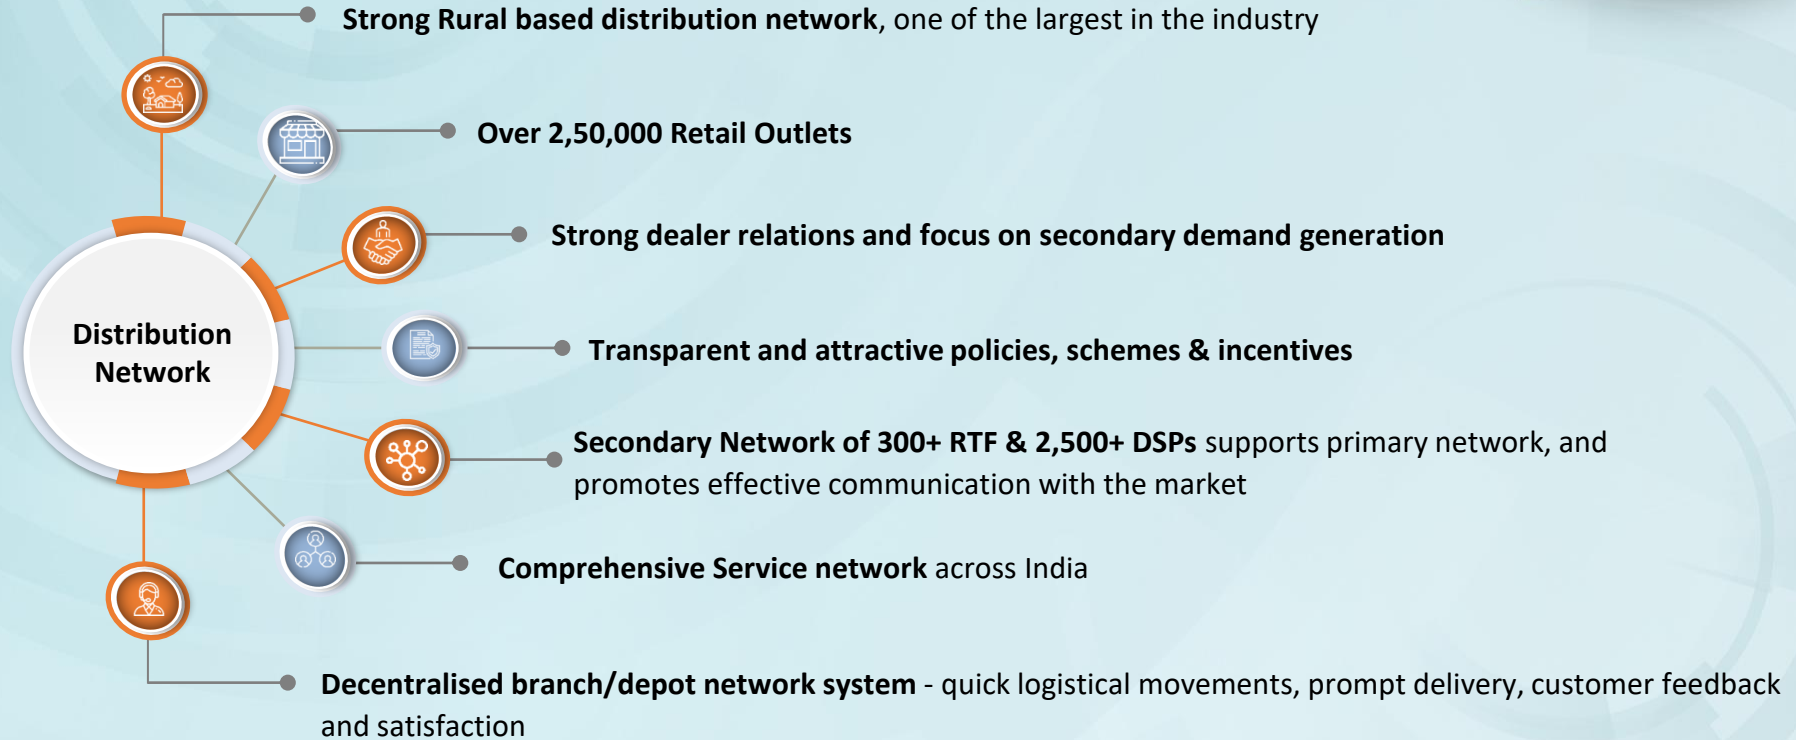 Strong Rural based distribution network, one of the largest in the industry
Over 2,50,000 Retail Outlets
Strong dealer relations and focus on secondary demand generation
Distribution
Network
Transparent and attractive policies, schemes & incentives
Secondary Network of 300+ RTF & 2,500+ DSPs supports primary network, and
promotes effective communication with the market
Comprehensive Service network across India
Decentralised branch/depot network system - quick logistical movements, prompt delivery, customer feedback
and satisfaction